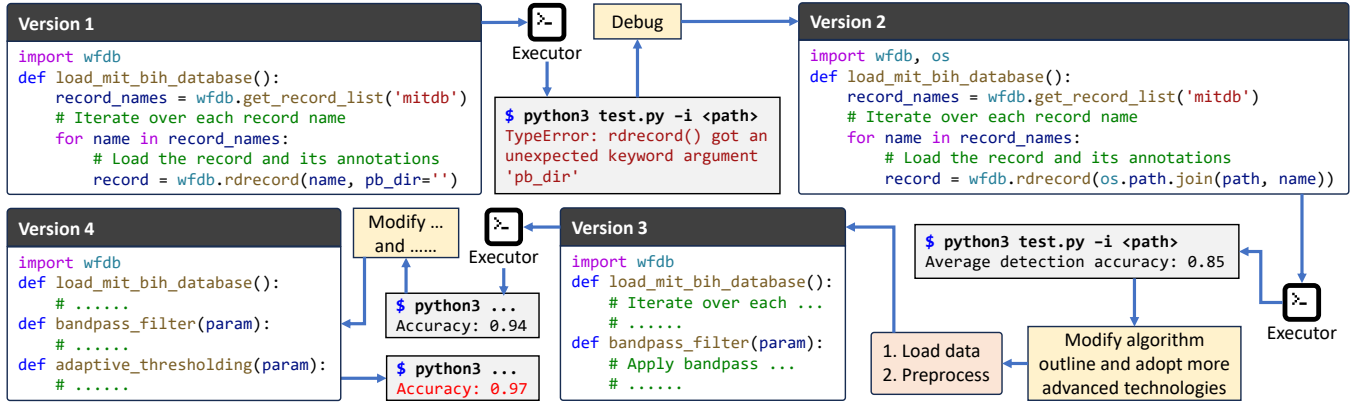 Version 1
import wfdb
def load_mit_bih_database():
record_names = wfdb.get_record_list('mitdb')
# Iterate over each record name
for name in record_names:
# Load the record and its annotations
record = wfdb.rdrecord(name, pb_dir='')
Executor
Debug
$ python3 test.py –i <path>
TypeError: rdrecord() got an
unexpected keyword argument
'pb_dir'
Version 2
import wfdb, os
def load_mit_bih_database():
record_names = wfdb.get_record_list('mitdb')
# Iterate over each record name
for name in record_names:
# Load the record and its annotations
record = wfdb.rdrecord(os.path.join(path, name))
Executor
$ python3 test.py –i <path>
Average detection accuracy: 0.85
Modify algorithm
outline and adopt more
advanced technologies
1. Load data
2. Preprocess
Version 3
import wfdb
def load_mit_bih_database():
# Iterate over each ...
# ......
def bandpass_filter(param):
# Apply bandpass ...
# ......
Executor
$ python3 ...
Accuracy: 0.94
Modify ...
and ......
Version 4
import wfdb
def load_mit_bih_database():
# ......
def bandpass_filter(param):
# ......
def adaptive_thresholding(param):
# ......
$ python3 ...
Accuracy: 0.97